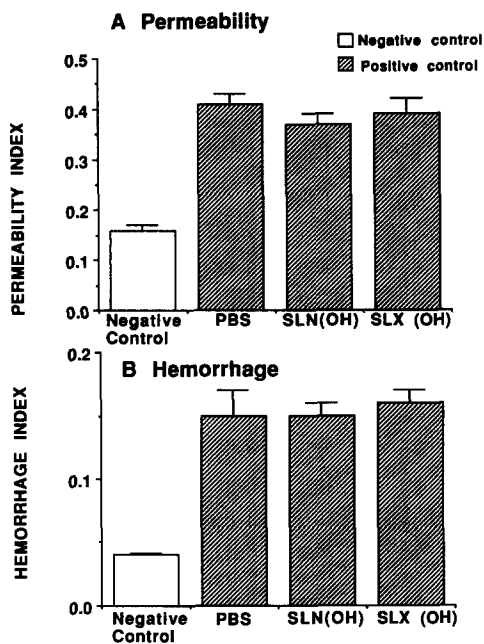 A Permeability
Negative control
Positive control
PERMEABILITY INDEX
0.5
0.4
0.3
0.2
0.1
0.0
Negative
Control
PBS
SLN(OH)
SLX (OH)
B Hemorrhage
HEMORRHAGE INDEX
0.2
0.1
0.0
Negative
Control
PBS
SLN(OH)
SLX (OH)